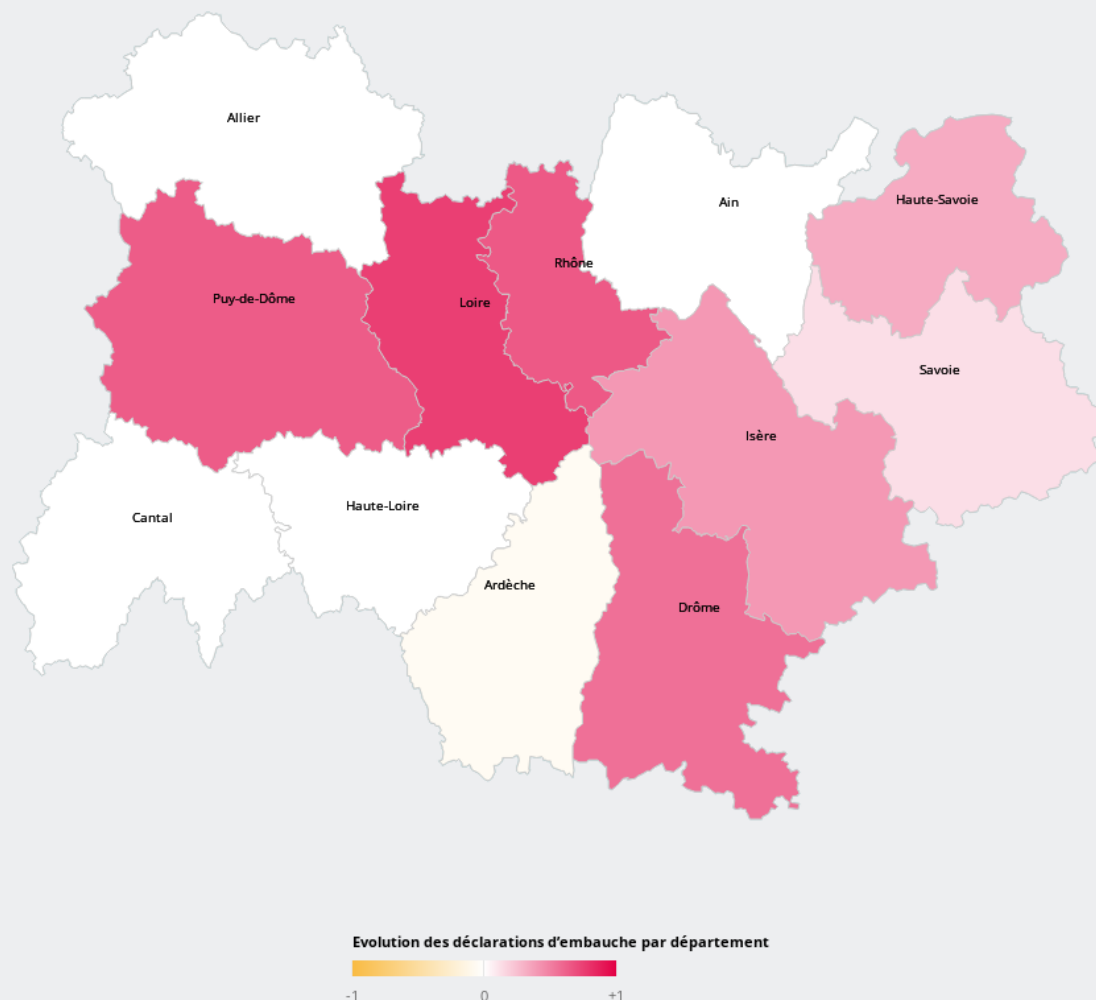 Allier
Ain
Haute-Savoie
Rhône
Puy-de-Dôme
Loire
Savoie
Isère
Haute-Loire
Cantal
Ardèche
Drôme
Evolution des déclarations d’embauche par département
-1 0 +1